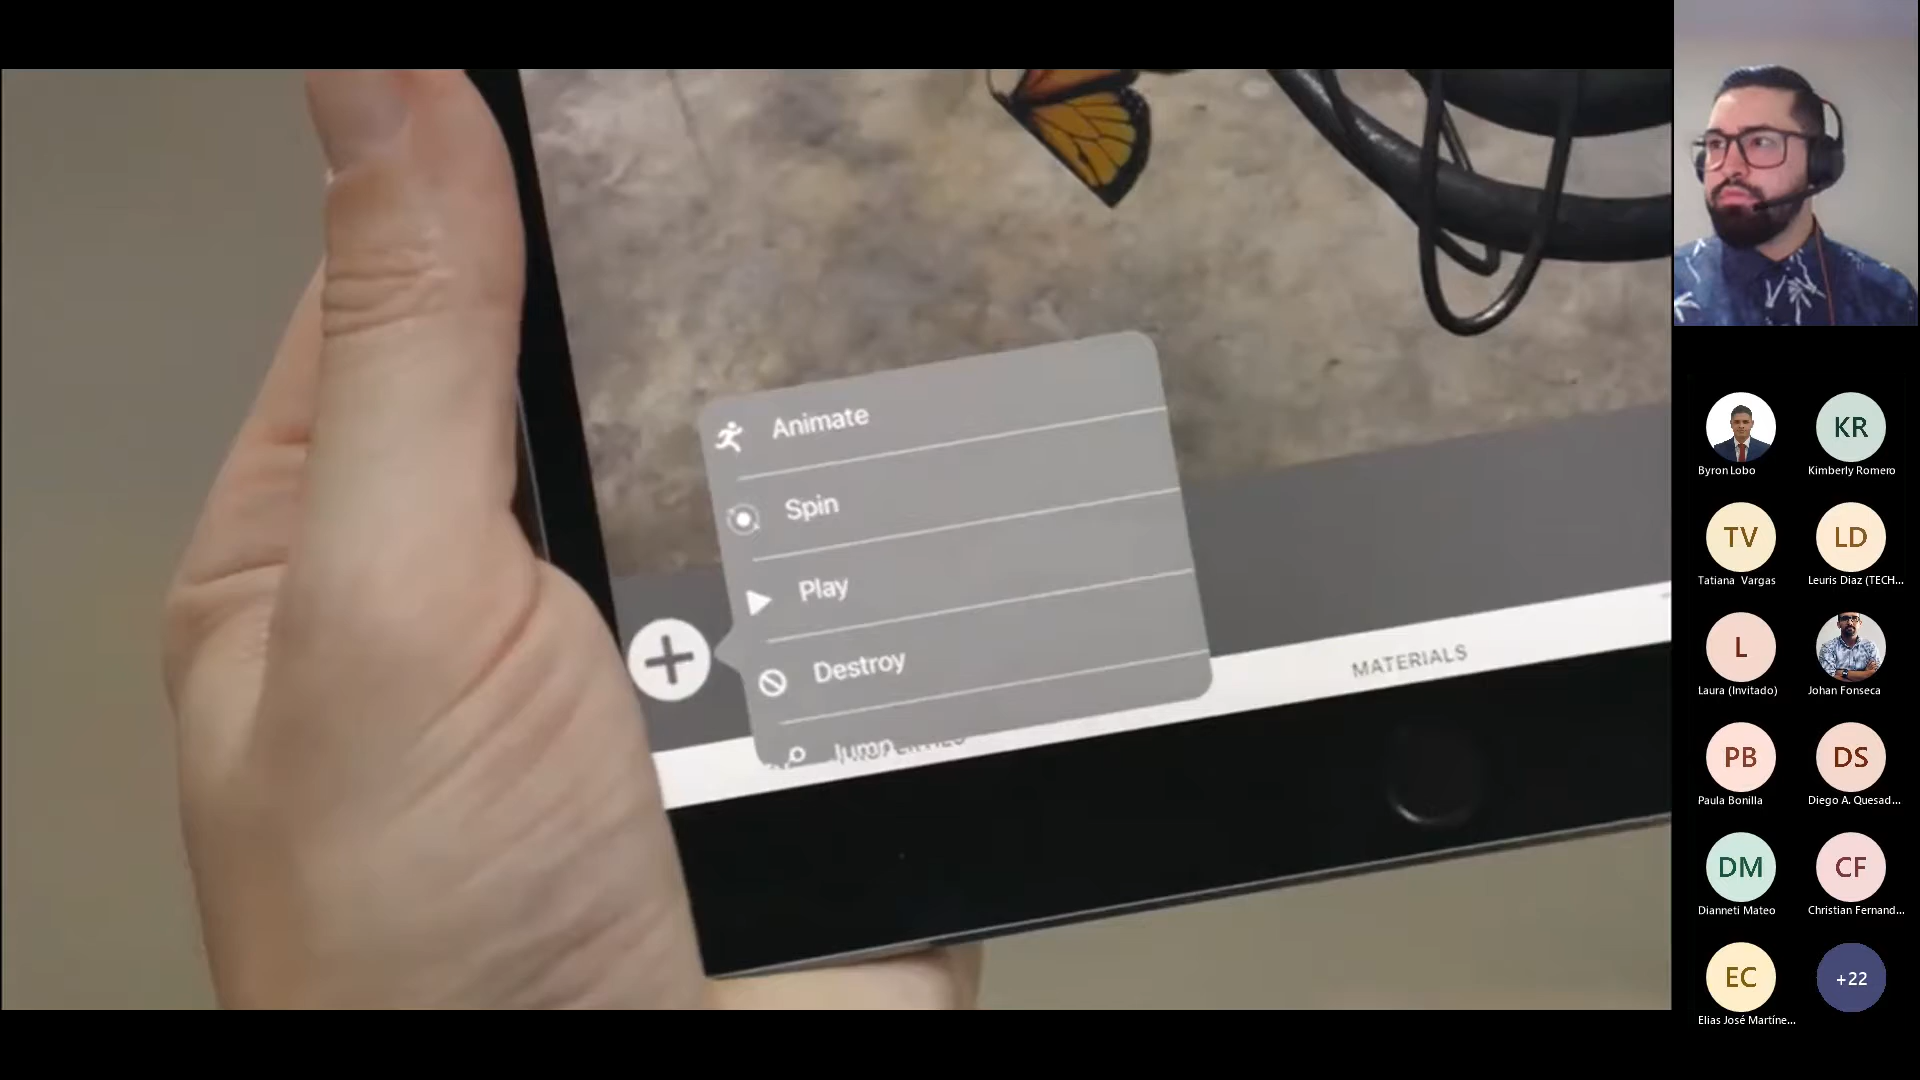 Animate
Spin
Play
Destroy
Jump
MATERIALS
Byron Lobo
KR
Kimberly Romero
TV
Tatiana Vargas
LD
Leuris Diaz (TECH...
L
Laura (Invitado)
Johan Fonseca
PB
Paula Bonilla
DS
Diego A. Quesad...
DM
Dianneti Mateo
CF
Christian Fernand...
EC
Elias José Martíne...
+22